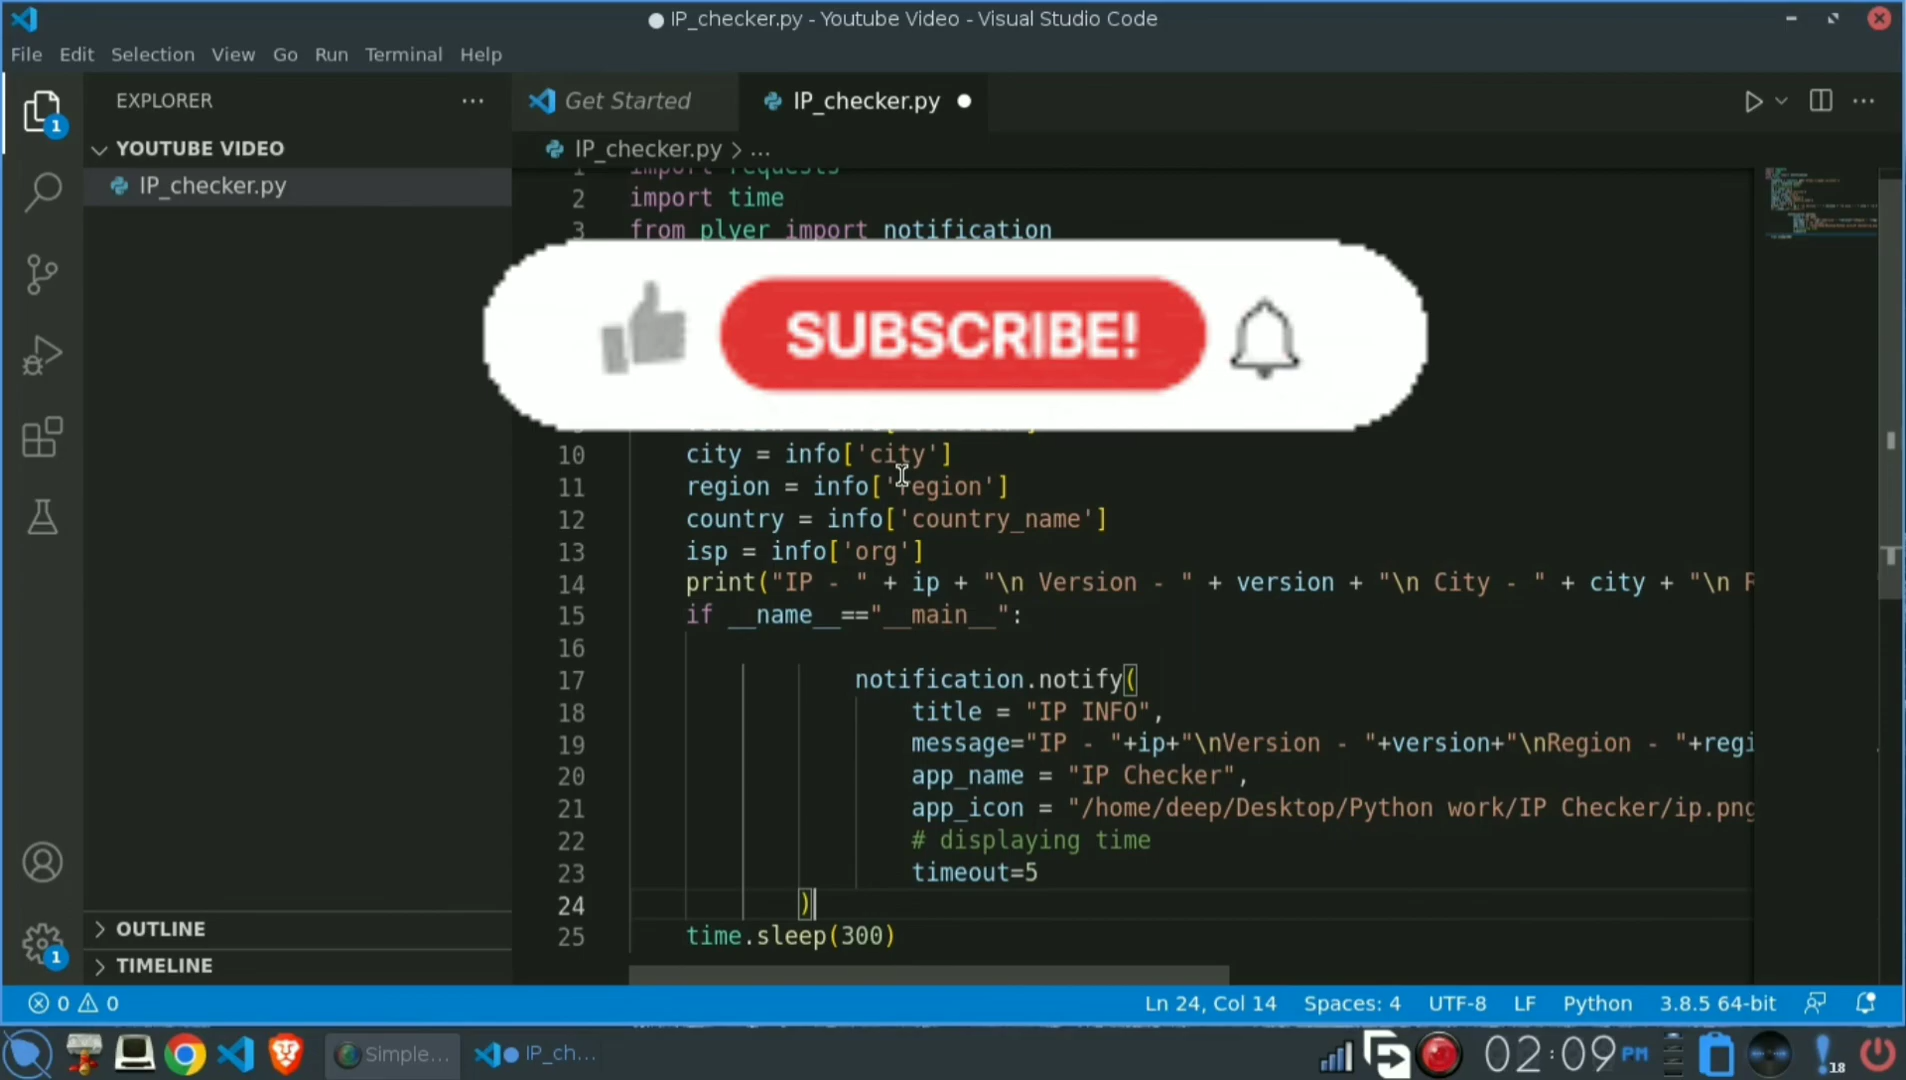 IP_checker.py - Youtube Video - Visual Studio Code
File Edit Selection View Go Run Terminal Help
EXPLORER
Get Started
IP_checker.py
YOUTUBE VIDEO
IP_checker.py > ...
IP_checker.py
1 import requests
2 import time
3 from plyer import notification
SUBSCRIBE!
10 city = info['city']
11 region = info['region']
12 country = info['country_name']
13 isp = info['org']
14 print("IP - " + ip + "\n Version - " + version + "\n City - " + city + "\n R
15 if __name__=="__main__":
16
17 notification.notify(
18 title = "IP INFO",
19 message="IP - "+ip+"\nVersion - "+version+"\nRegion - "+regi
20 app_name = "IP Checker",
21 app_icon = "/home/deep/Desktop/Python work/IP Checker/ip.png
22 # displaying time
23 timeout=5
24 )
25 time.sleep(300)
OUTLINE
TIMELINE
1
1
0 0
Ln 24, Col 14 Spaces: 4 UTF-8 LF Python 3.8.5 64-bit
Simple...
IP_ch...
02:09 PM
18